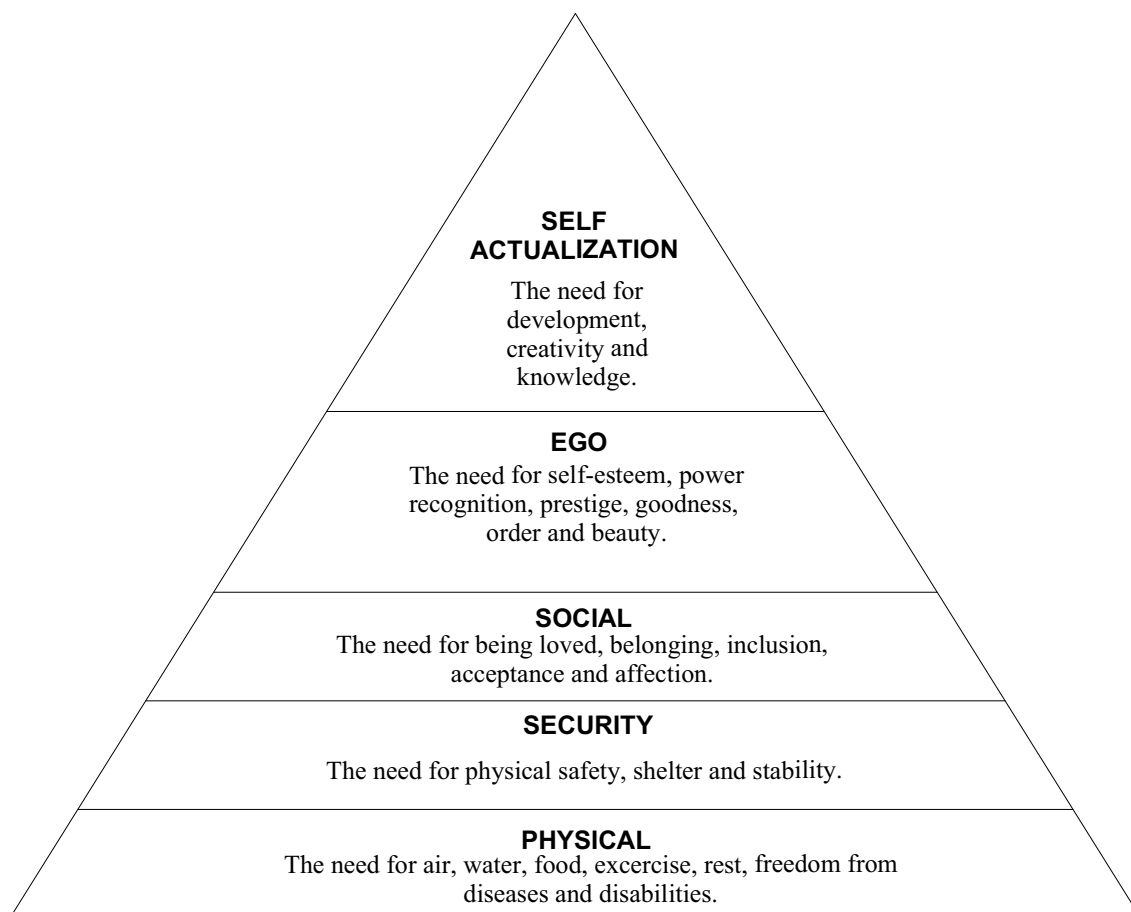 SELF
ACTUALIZATION
The need for
development,
creativity and
knowledge.
EGO
The need for self-esteem, power
recognition, prestige, goodness,
order and beauty.
SOCIAL
The need for being loved, belonging, inclusion,
acceptance and affection.
SECURITY
The need for physical safety, shelter and stability.
PHYSICAL
The need for air, water, food, excercise, rest, freedom from
diseases and disabilities.